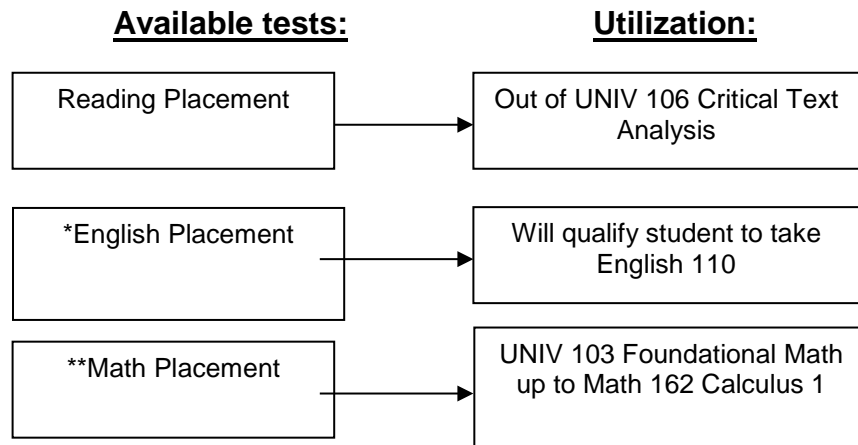 Available tests:
Utilization:
Reading Placement
Out of UNIV 106 Critical Text
Analysis
*English Placement
Will qualify student to take
English 110
**Math Placement
UNIV 103 Foundational Math
up to Math 162 Calculus 1